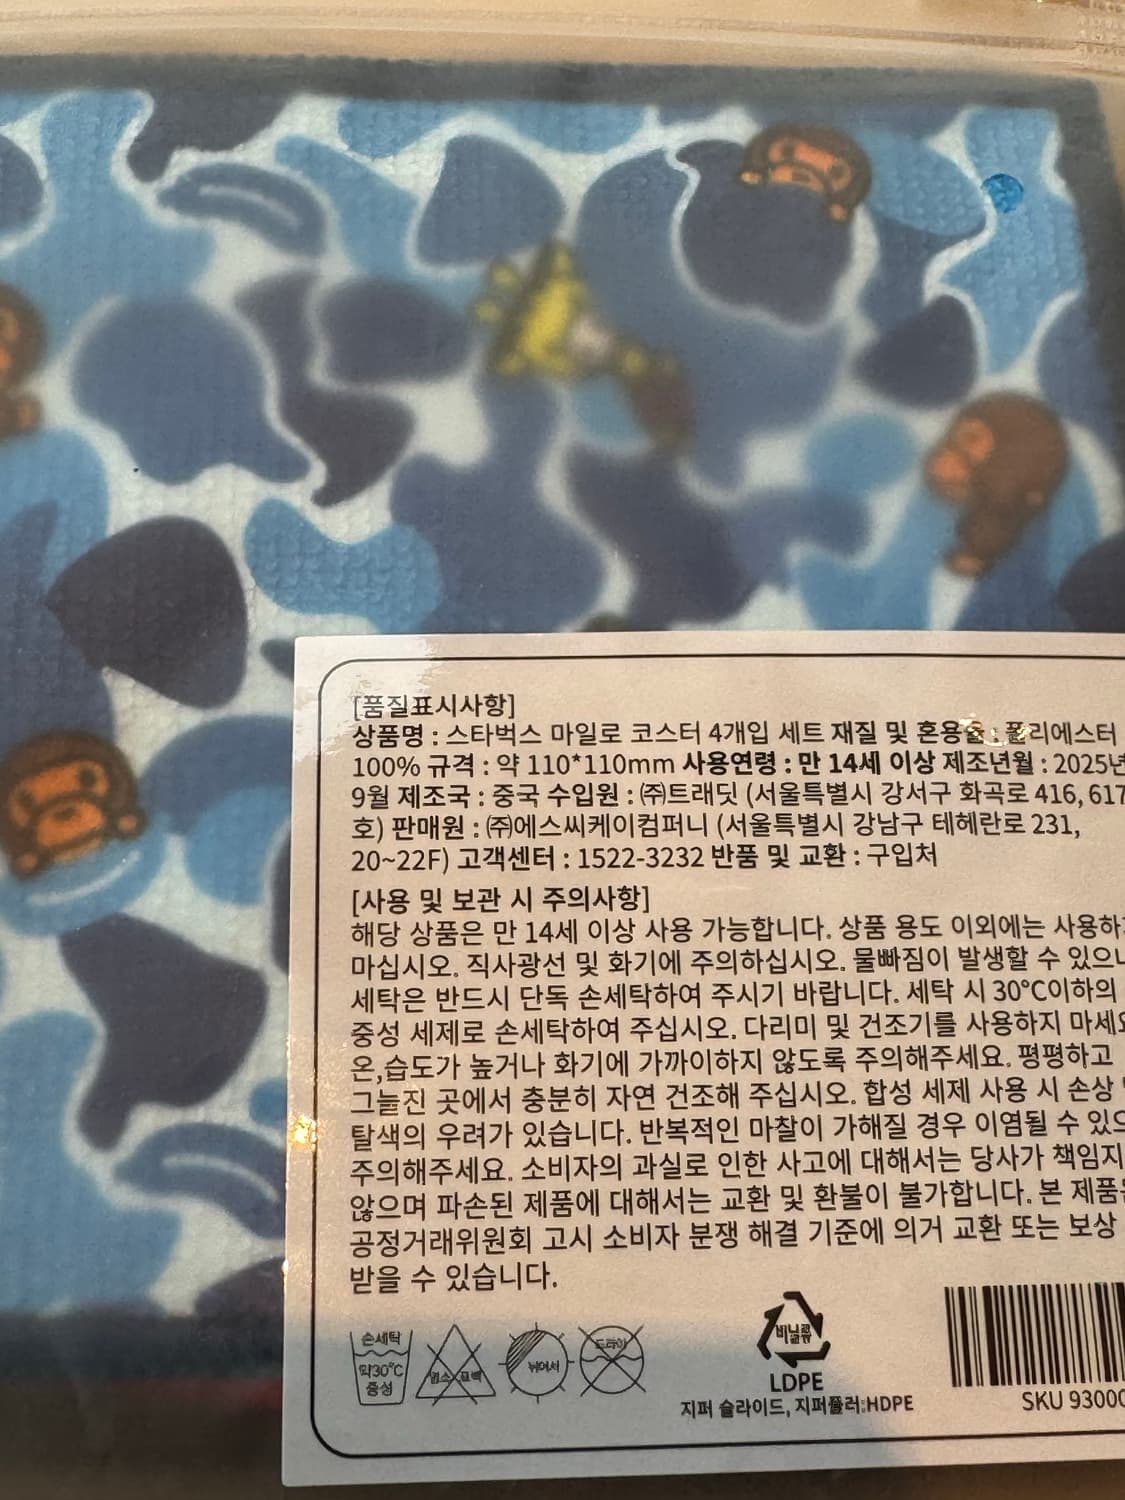 [품질표시사항]
상품명 : 스타벅스 마일로 코스터 4개입 세트 재질 및 혼용율 : 폴리에스터
100% 규격 : 약 110*110mm 사용연령 : 만 14세 이상 제조년월 : 2025년
9월 제조국 : 중국 수입원 : ㈜트래딧 (서울특별시 강서구 화곡로 416, 617
호) 판매원 : ㈜에스씨케이컴퍼니 (서울특별시 강남구 테헤란로 231,
20~22F) 고객센터 : 1522-3232 반품 및 교환 : 구입처
[사용 및 보관 시 주의사항]
해당 상품은 만 14세 이상 사용 가능합니다. 상품 용도 이외에는 사용하지
마십시오. 직사광선 및 화기에 주의하십시오. 물빠짐이 발생할 수 있으니
세탁은 반드시 단독 손세탁하여 주시기 바랍니다. 세탁 시 30°C이하의
중성 세제로 손세탁하여 주십시오. 다리미 및 건조기를 사용하지 마세요
온,습도가 높거나 화기에 가까이하지 않도록 주의해주세요. 평평하고
그늘진 곳에서 충분히 자연 건조해 주십시오. 합성 세제 사용 시 손상
탈색의 우려가 있습니다. 반복적인 마찰이 가해질 경우 이염될 수 있으
주의해주세요. 소비자의 과실로 인한 사고에 대해서는 당사가 책임지
않으며 파손된 제품에 대해서는 교환 및 환불이 불가합니다. 본 제품은
공정거래위원회 고시 소비자 분쟁 해결 기준에 의거 교환 또는 보상
받을 수 있습니다.
손세탁
약30°C
중성
염소 표백
뉘어서
드라이
비닐류
LDPE
지퍼 슬라이드, 지퍼풀러:HDPE
SKU 93000